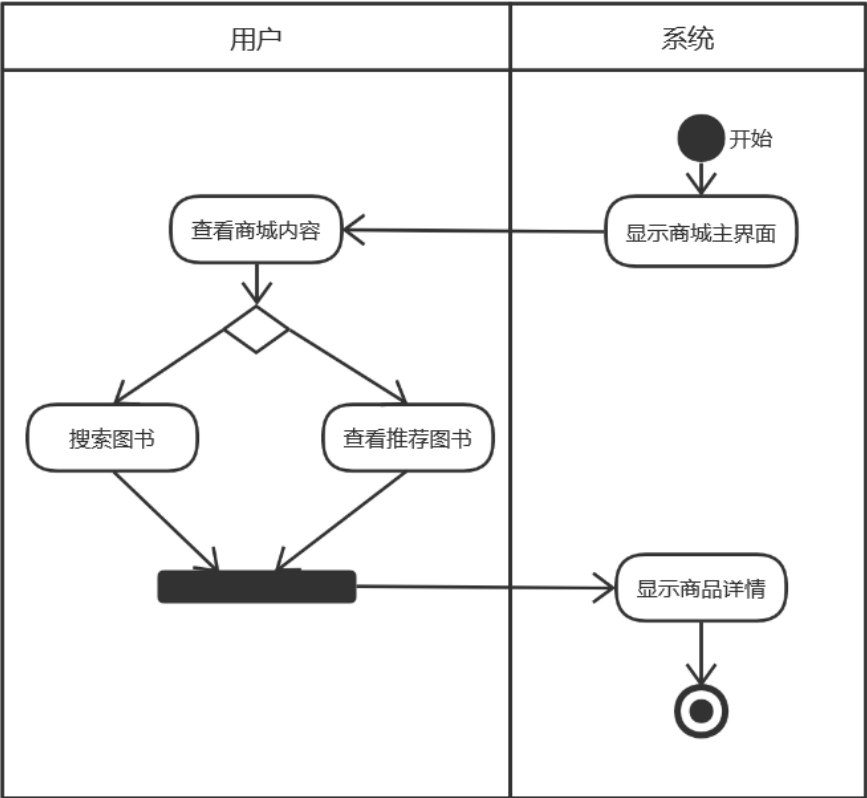 用户
系统
开始
查看商城内容
显示商城主界面
搜索图书
查看推荐图书
显示商品详情